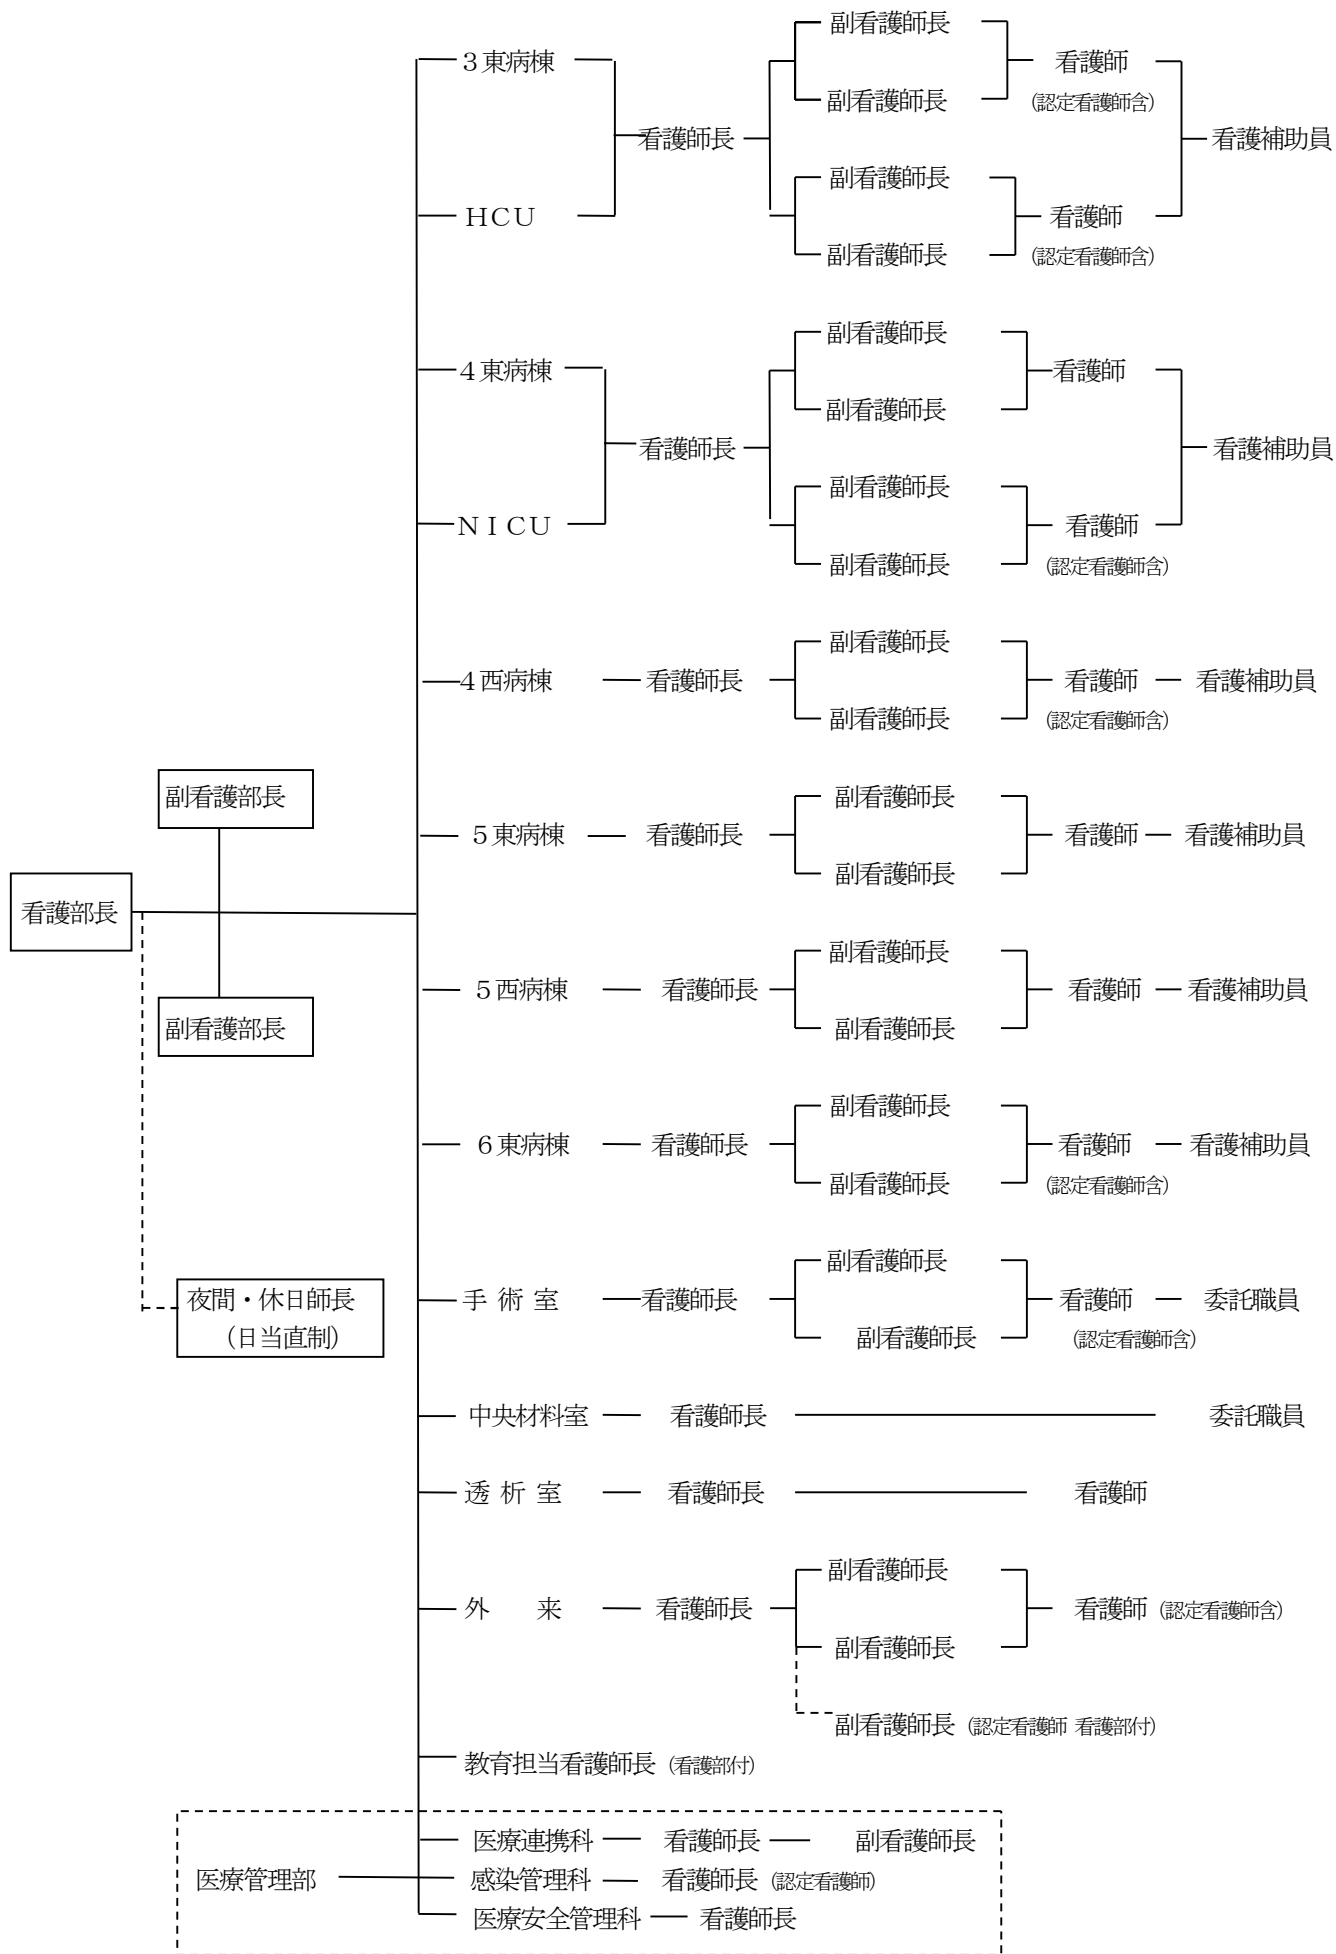 副看護師長
３東病棟
看護師
副看護師長
(認定看護師含)
看護師長
看護補助員
副看護師長
ＨＣＵ
看護師
副看護師長
(認定看護師含)
副看護師長
４東病棟
看護師
副看護師長
看護師長
看護補助員
副看護師長
ＮＩＣＵ
看護師
副看護師長
(認定看護師含)
副看護師長
４西病棟 看護師長 看護師 看護補助員
副看護師長
(認定看護師含)
副看護部長
副看護師長
５東病棟 看護師長 看護師 看護補助員
副看護師長
看護部長
副看護師長
５西病棟 看護師長 看護師 看護補助員
副看護部長
副看護師長
副看護師長
６東病棟 看護師長 看護師 看護補助員
副看護師長
(認定看護師含)
副看護師長
夜間・休日師長
（日当直制）
手 術 室 看護師長 看護師 委託職員
副看護師長
(認定看護師含)
中央材料室 看護師長 委託職員
透 析 室 看護師長 看護師
副看護師長
外　　来 看護師長 看護師 (認定看護師含)
副看護師長
副看護師長 (認定看護師 看護部付)
教育担当看護師長 (看護部付)
医療連携科 看護師長 副看護師長
医療管理部 感染管理科 看護師長 (認定看護師)
医療安全管理科 看護師長